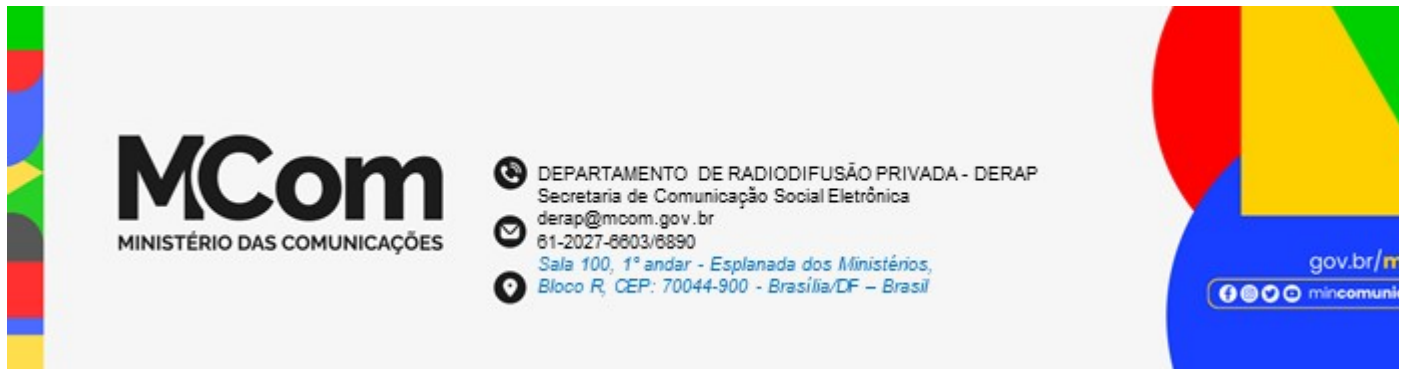 MCom
MINISTÉRIO DAS COMUNICAÇÕES
DEPARTAMENTO DE RADIODIFUSÃO PRIVADA - DERAP
Secretaria de Comunicação Social Eletrônica
derap@mcom.gov.br
61-2027-6603/6890
Sala 100, 1° andar - Esplanada dos Ministérios,
Bloco R, CEP: 70044-900 - Brasília/DF – Brasil
gov.br/m
mincomunic